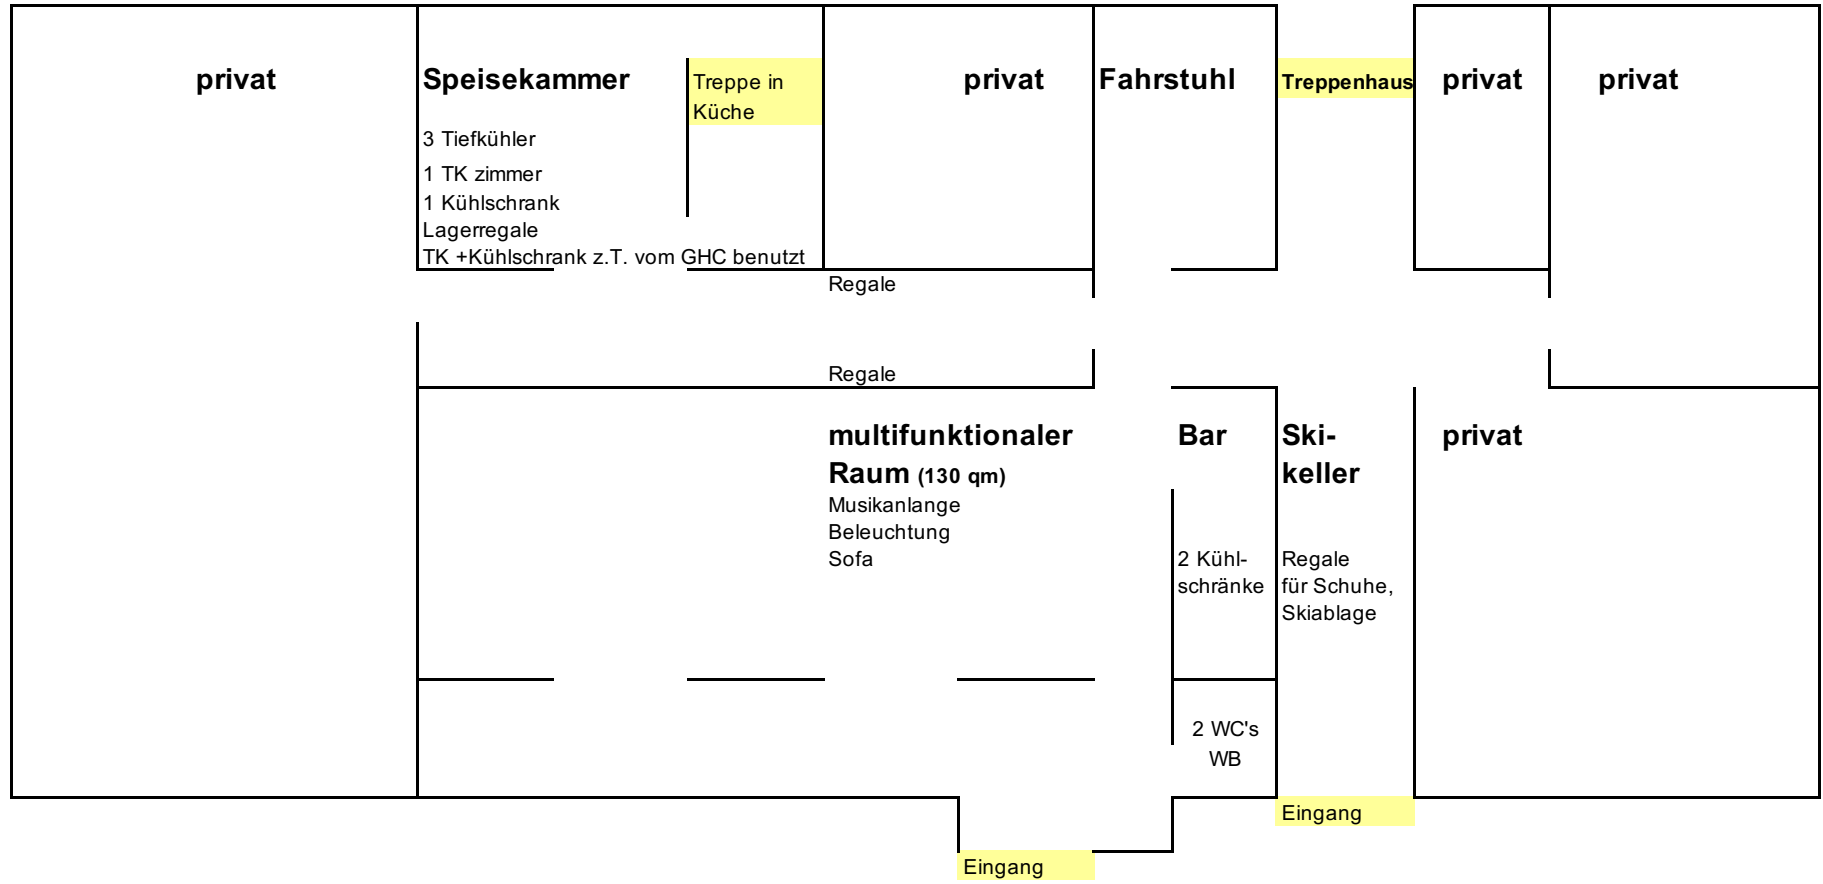 privat
Speisekammer
Treppe in
Küche
3 Tiefkühler
1 TK zimmer
1 Kühlschrank
Lagerregale
TK +Kühlschrank z.T. vom GHC benutzt
privat
Fahrstuhl
Treppenhaus
privat
privat
Regale
Regale
multifunktionaler
Raum (130 qm)
Musikanlange
Beleuchtung
Sofa
Bar
2 Kühl-
schränke
Ski-
keller
Regale
für Schuhe,
Skiablage
privat
2 WC's
WB
Eingang
Eingang